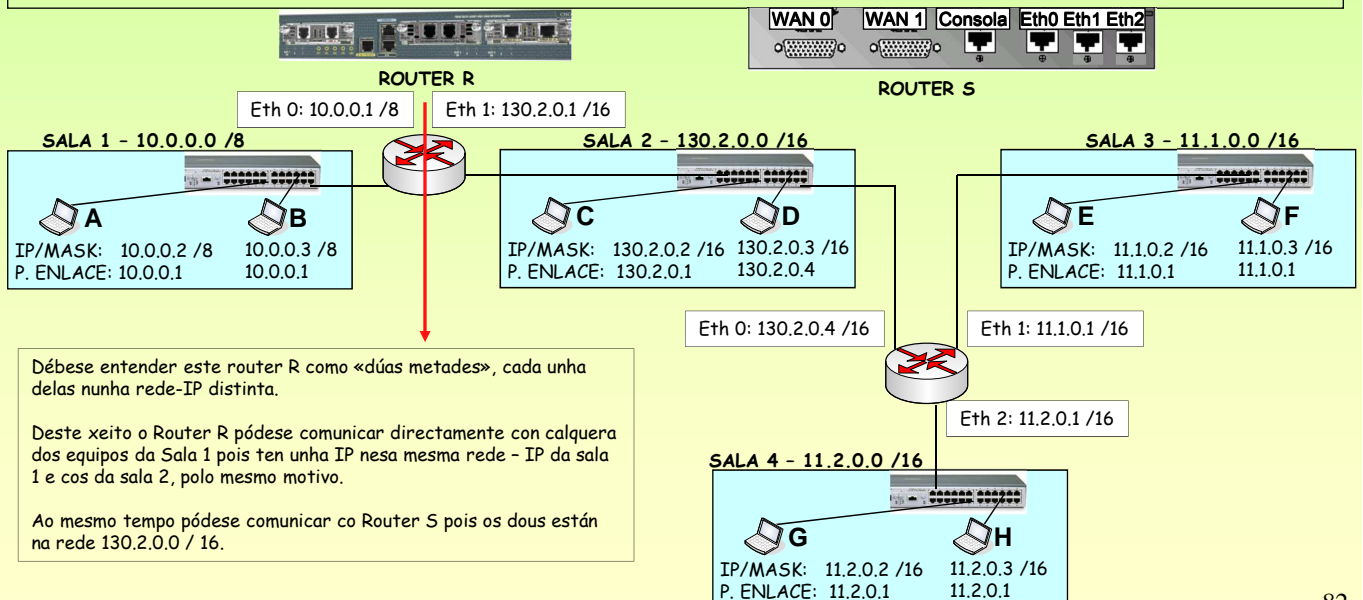 WAN 0 WAN 1 Consola Eth0 Eth1 Eth2
ROUTER R
ROUTER S
Eth 0: 10.0.0.1 /8
Eth 1: 130.2.0.1 /16
SALA 1 – 10.0.0.0 /8
SALA 2 – 130.2.0.0 /16
SALA 3 – 11.1.0.0 /16
A
B
IP/MASK: 10.0.0.2 /8 10.0.0.3 /8
P. ENLACE: 10.0.0.1 10.0.0.1
C
D
IP/MASK: 130.2.0.2 /16 130.2.0.3 /16
P. ENLACE: 130.2.0.1 130.2.0.4
E
F
IP/MASK: 11.1.0.2 /16 11.1.0.3 /16
P. ENLACE: 11.1.0.1 11.1.0.1
Eth 0: 130.2.0.4 /16
Eth 1: 11.1.0.1 /16
Eth 2: 11.2.0.1 /16
Débese entender este router R como «dúas metades», cada unha
delas nunha rede-IP distinta.
Deste xeito o Router R pódese comunicar directamente con calquera
dos equipos da Sala 1 pois ten unha IP nesa mesma rede – IP da sala
1 e cos da sala 2, polo mesmo motivo.
Ao mesmo tempo pódese comunicar co Router S pois os dous están
na rede 130.2.0.0 / 16.
SALA 4 – 11.2.0.0 /16
G
H
IP/MASK: 11.2.0.2 /16 11.2.0.3 /16
P. ENLACE: 11.2.0.1 11.2.0.1